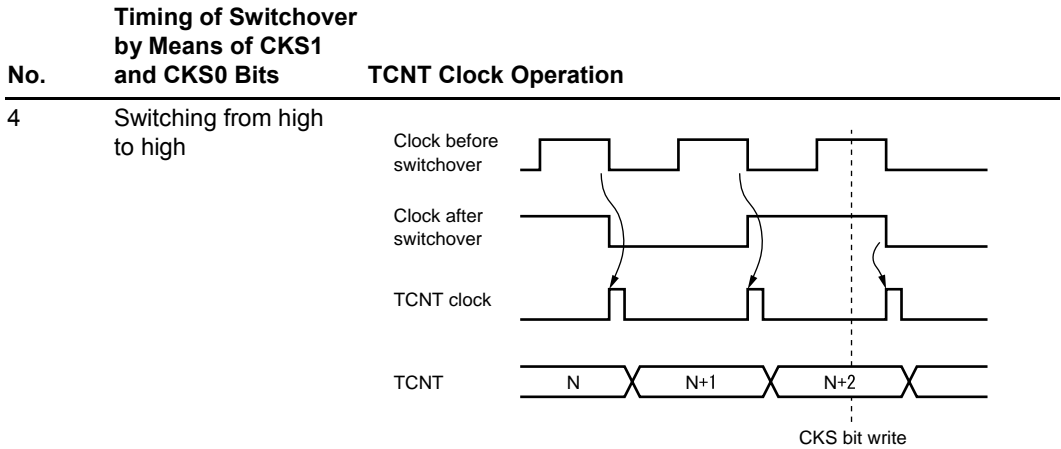 Timing of Switchover
by Means of CKS1
No. and CKS0 Bits TCNT Clock Operation
4 Switching from high
to high
Clock before
switchover
Clock after
switchover
TCNT clock
TCNT N N+1 N+2
CKS bit write